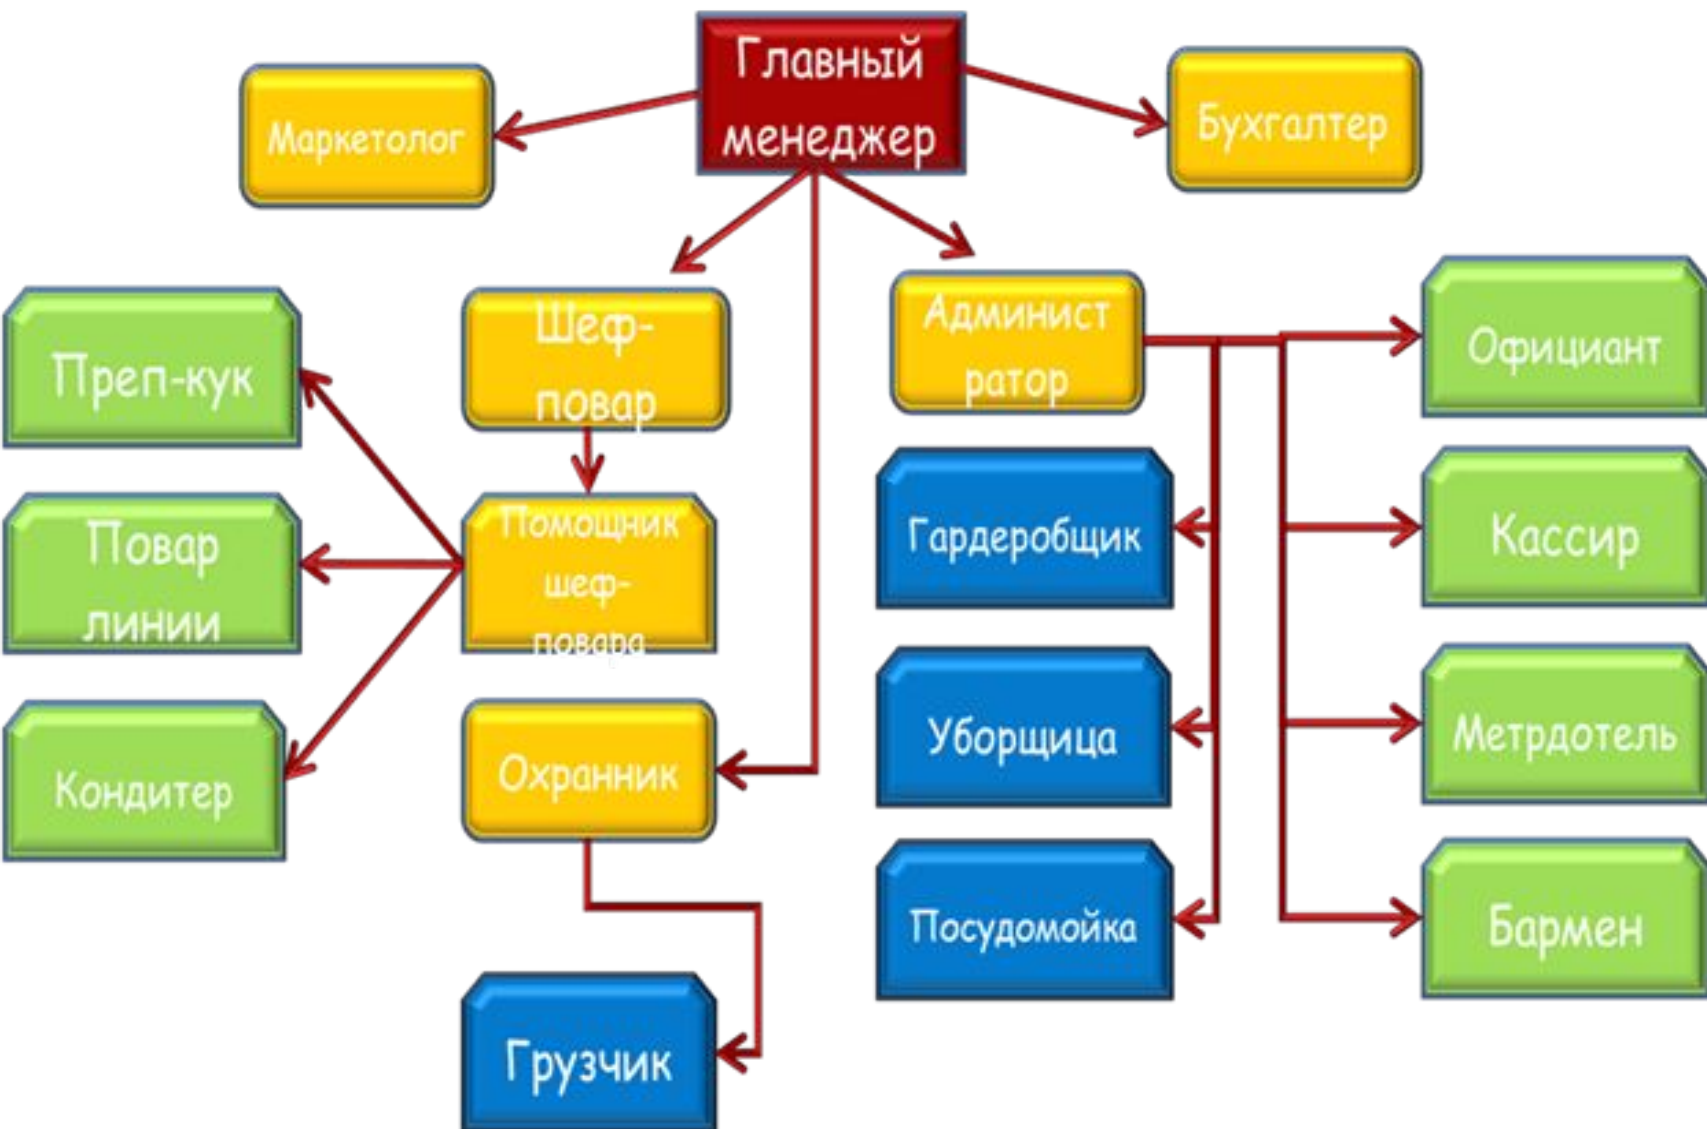 Главный
менеджер
Маркетолог
Бухгалтер
Шеф-
повар
Админист
ратор
Официант
Преп-кук
Гардеробщик
Кассир
Повар
линии
Помощник
шеф-
повара
Уборщица
Метрдотель
Кондитер
Охранник
Посудомойка
Бармен
Грузчик